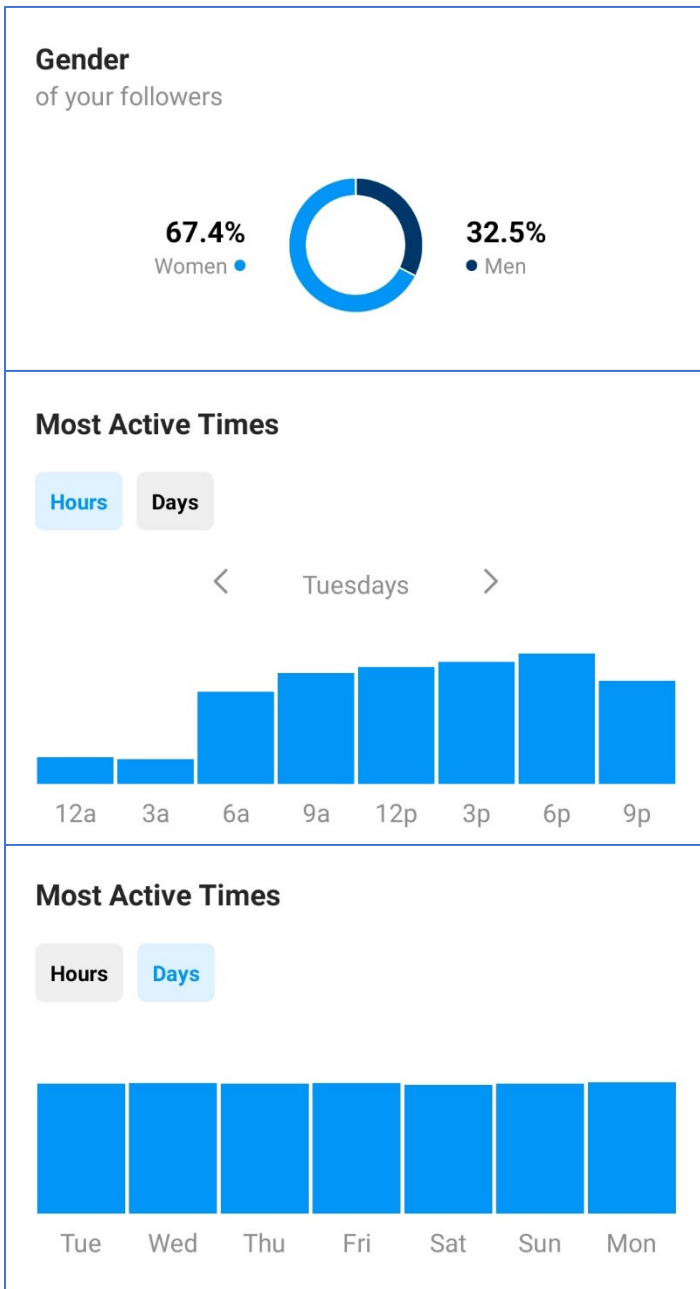 Gender
of your followers
67.4%
Women
32.5%
Men
Most Active Times
Hours Days
< Tuesdays >
12a 3a 6a 9a 12p 3p 6p 9p
Most Active Times
Hours Days
Tue Wed Thu Fri Sat Sun Mon